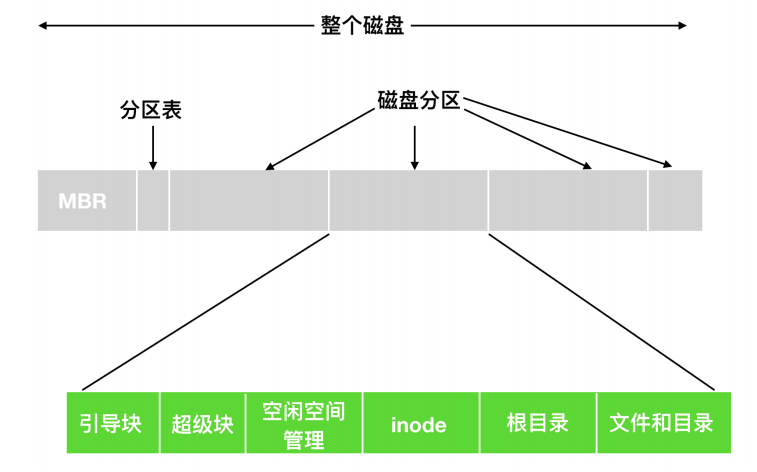 整个磁盘
分区表
磁盘分区
MBR
引导块
超级块
空闲空间
管理
inode
根目录
文件和目录